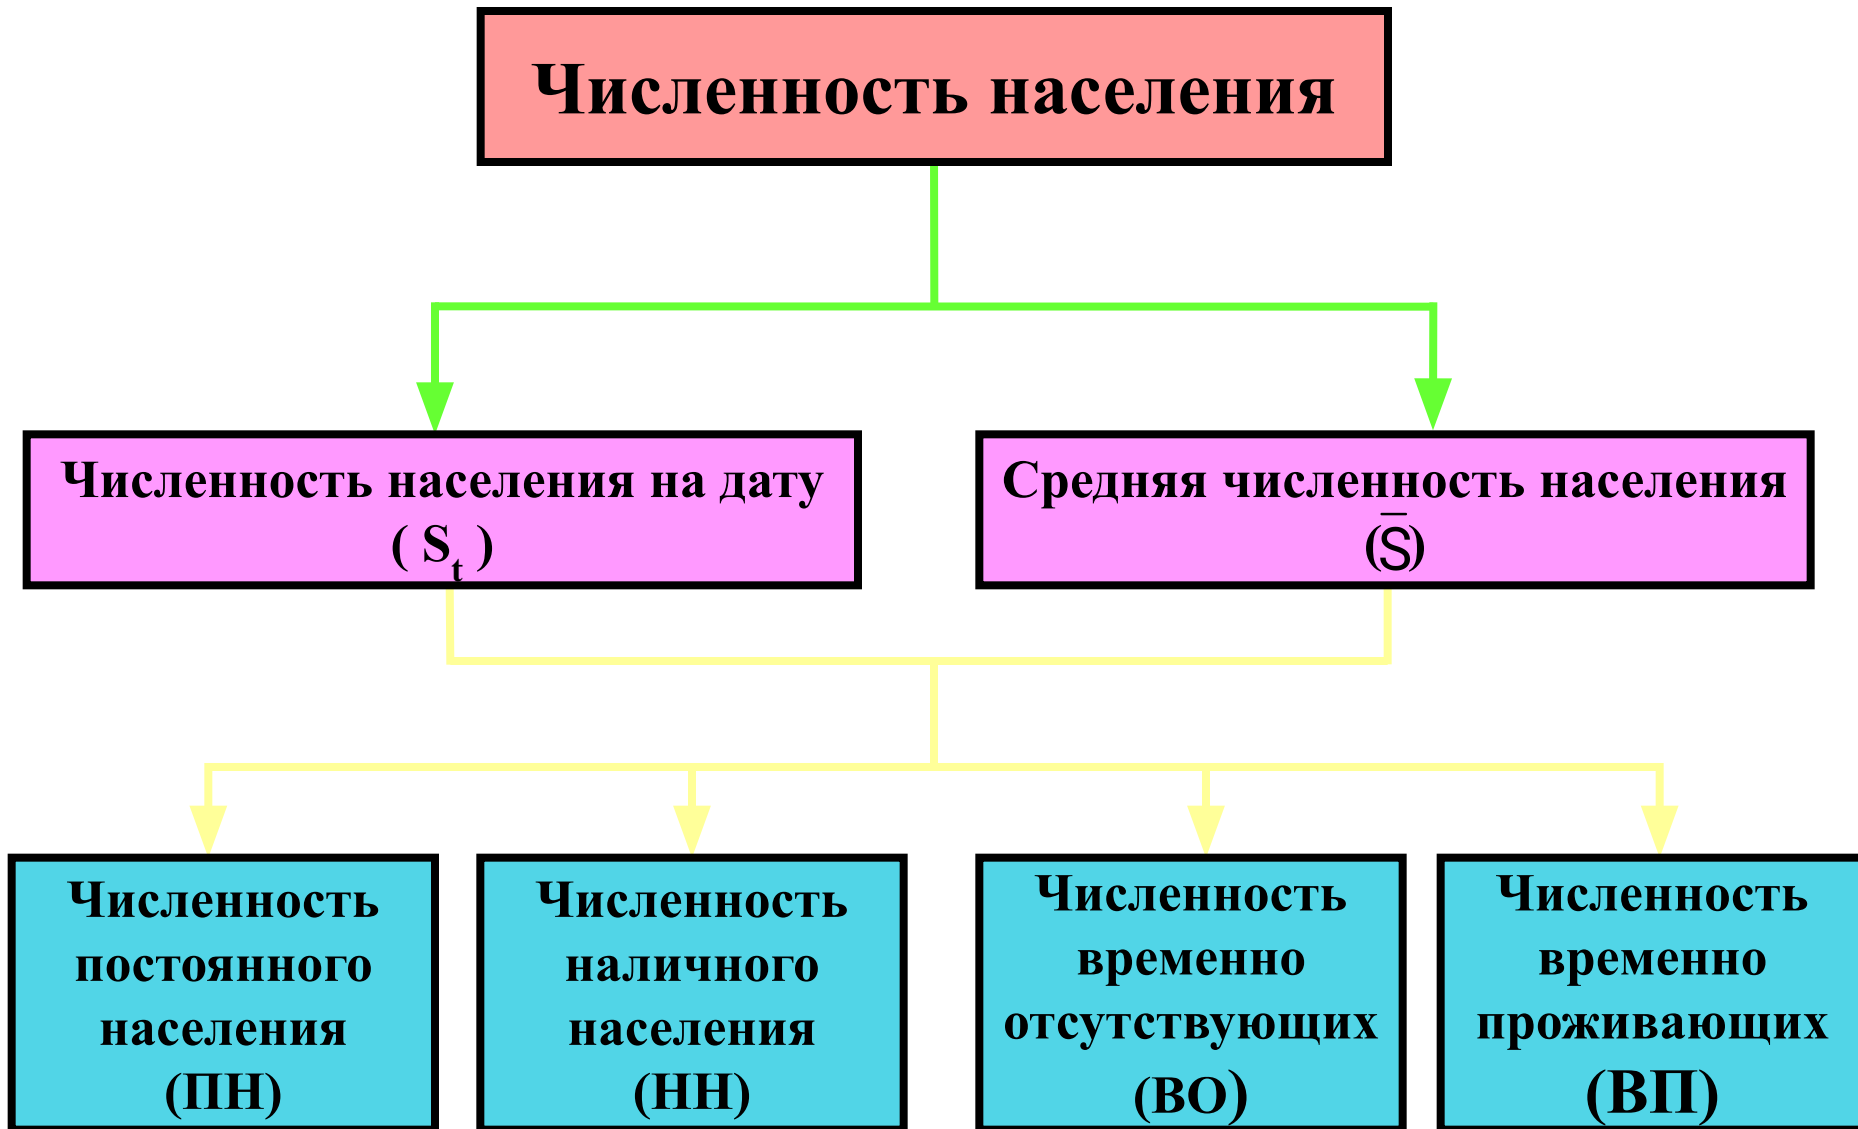 Численность населения
Численность населения на дату
( St )
Средняя численность населения
(S̅)
Численность
постоянного
населения
(ПН)
Численность
наличного
населения
(НН)
Численность
временно
отсутствующих
(ВО)
Численность
временно
проживающих
(ВП)